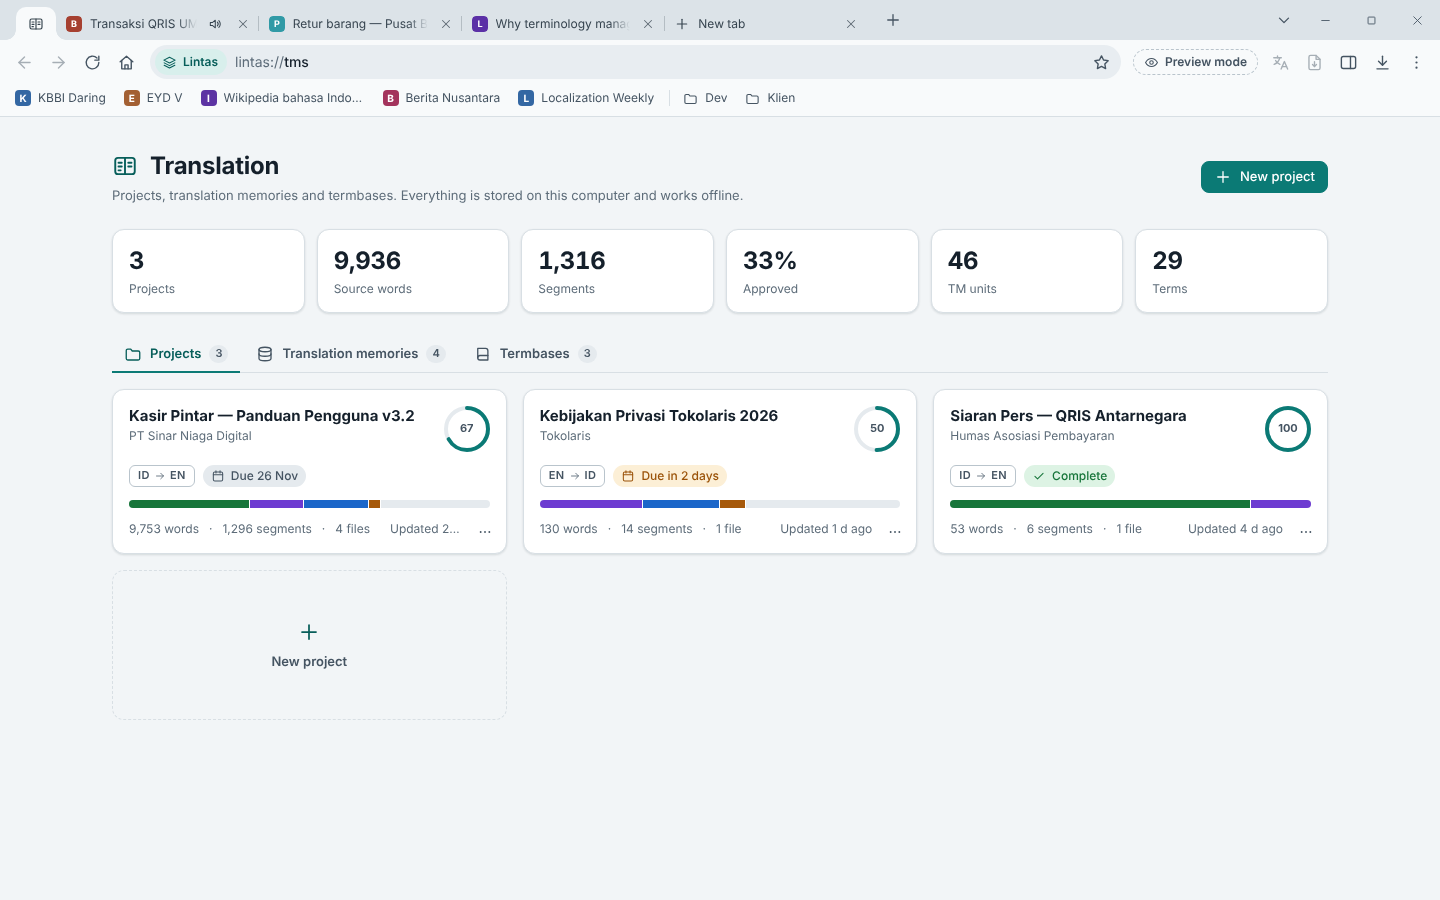 B Transaksi QRIS UM
P Retur barang — Pusat B
L Why terminology mana
New tab
Lintas lintas://tms
Preview mode
K KBBI Daring
E EYD V
I Wikipedia bahasa Indo...
B Berita Nusantara
L Localization Weekly
Dev
Klien
Translation
Projects, translation memories and termbases. Everything is stored on this computer and works offline.
New project
3
Projects
9,936
Source words
1,316
Segments
33%
Approved
46
TM units
29
Terms
Projects 3
Translation memories 4
Termbases 3
Kasir Pintar — Panduan Pengguna v3.2
PT Sinar Niaga Digital
67
ID → EN Due 26 Nov
9,753 words · 1,296 segments · 4 files Updated 2... ...
Kebijakan Privasi Tokolaris 2026
Tokolaris
50
EN → ID Due in 2 days
130 words · 14 segments · 1 file Updated 1 d ago ...
Siaran Pers — QRIS Antarnegara
Humas Asosiasi Pembayaran
100
ID → EN Complete
53 words · 6 segments · 1 file Updated 4 d ago ...
New project